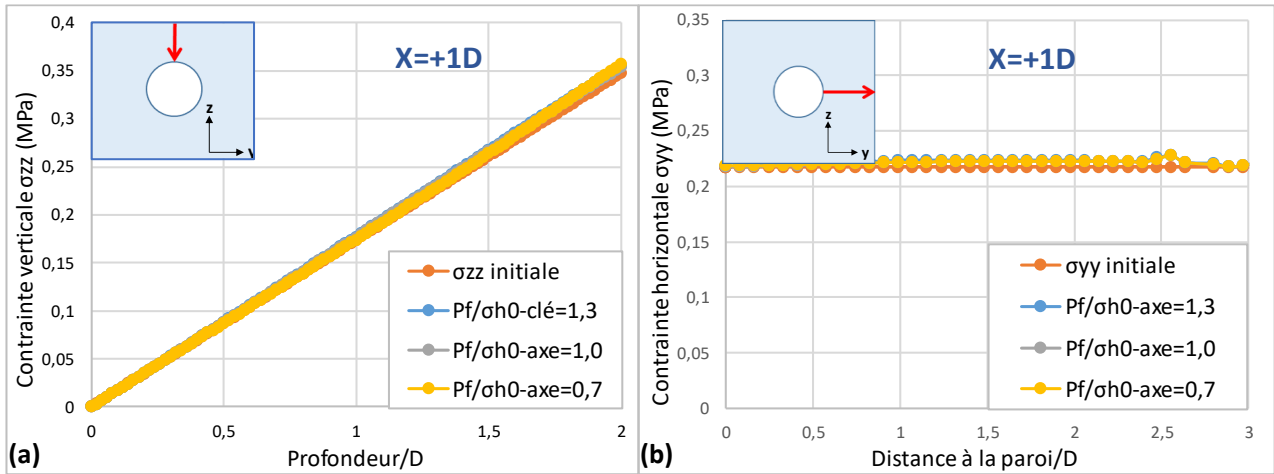 Contrainte verticale σzz (MPa)
0,4
0,35
0,3
0,25
0,2
0,15
0,1
0,05
0
z
y
X=+1D
σzz initiale
Pf/σh0-clé=1,3
Pf/σh0-axe=1,0
Pf/σh0-axe=0,7
0
0,5
1
1,5
2
(a)
Profondeur/D
Contrainte horizontale σyy (MPa)
0,35
0,3
0,25
0,2
0,15
0,1
0,05
0
z
y
X=+1D
σyy initiale
Pf/σh0-axe=1,3
Pf/σh0-axe=1,0
Pf/σh0-axe=0,7
0
0,5
1
1,5
2
2,5
3
(b)
Distance à la paroi/D